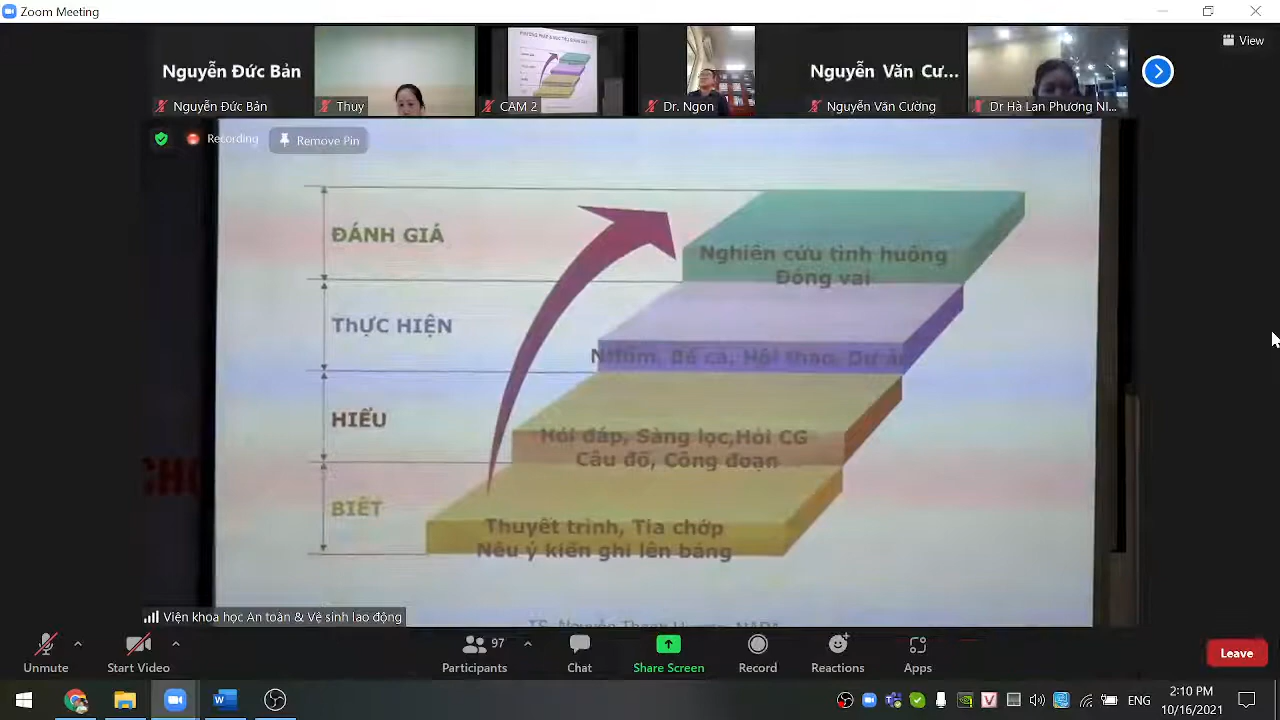 Zoom Meeting
View
Nguyễn Đức Bản
Nguyễn Văn Cư...
Nguyễn Đức Bản
Thuy
CAM 2
Dr. Ngon
Nguyễn Văn Cường
Dr Hà Lan Phương NI...
Recording
Remove Pin
ĐÁNH GIÁ
Nghiên cứu tình huống
Đóng vai
ThỰC HIỆN
Nhóm, Bể cá, Hội thảo, Dự án
HIỂU
Hỏi đáp, Sàng lọc,Hỏi CG
Câu đố, Công đoạn
BIẾT
Thuyết trình, Tia chớp
Nêu ý kiến ghi lên bảng
Viện khoa học An toàn & Vệ sinh lao động
Unmute
Start Video
97
Participants
Chat
Share Screen
Record
Reactions
Apps
Leave
ENG
2:10 PM
10/16/2021